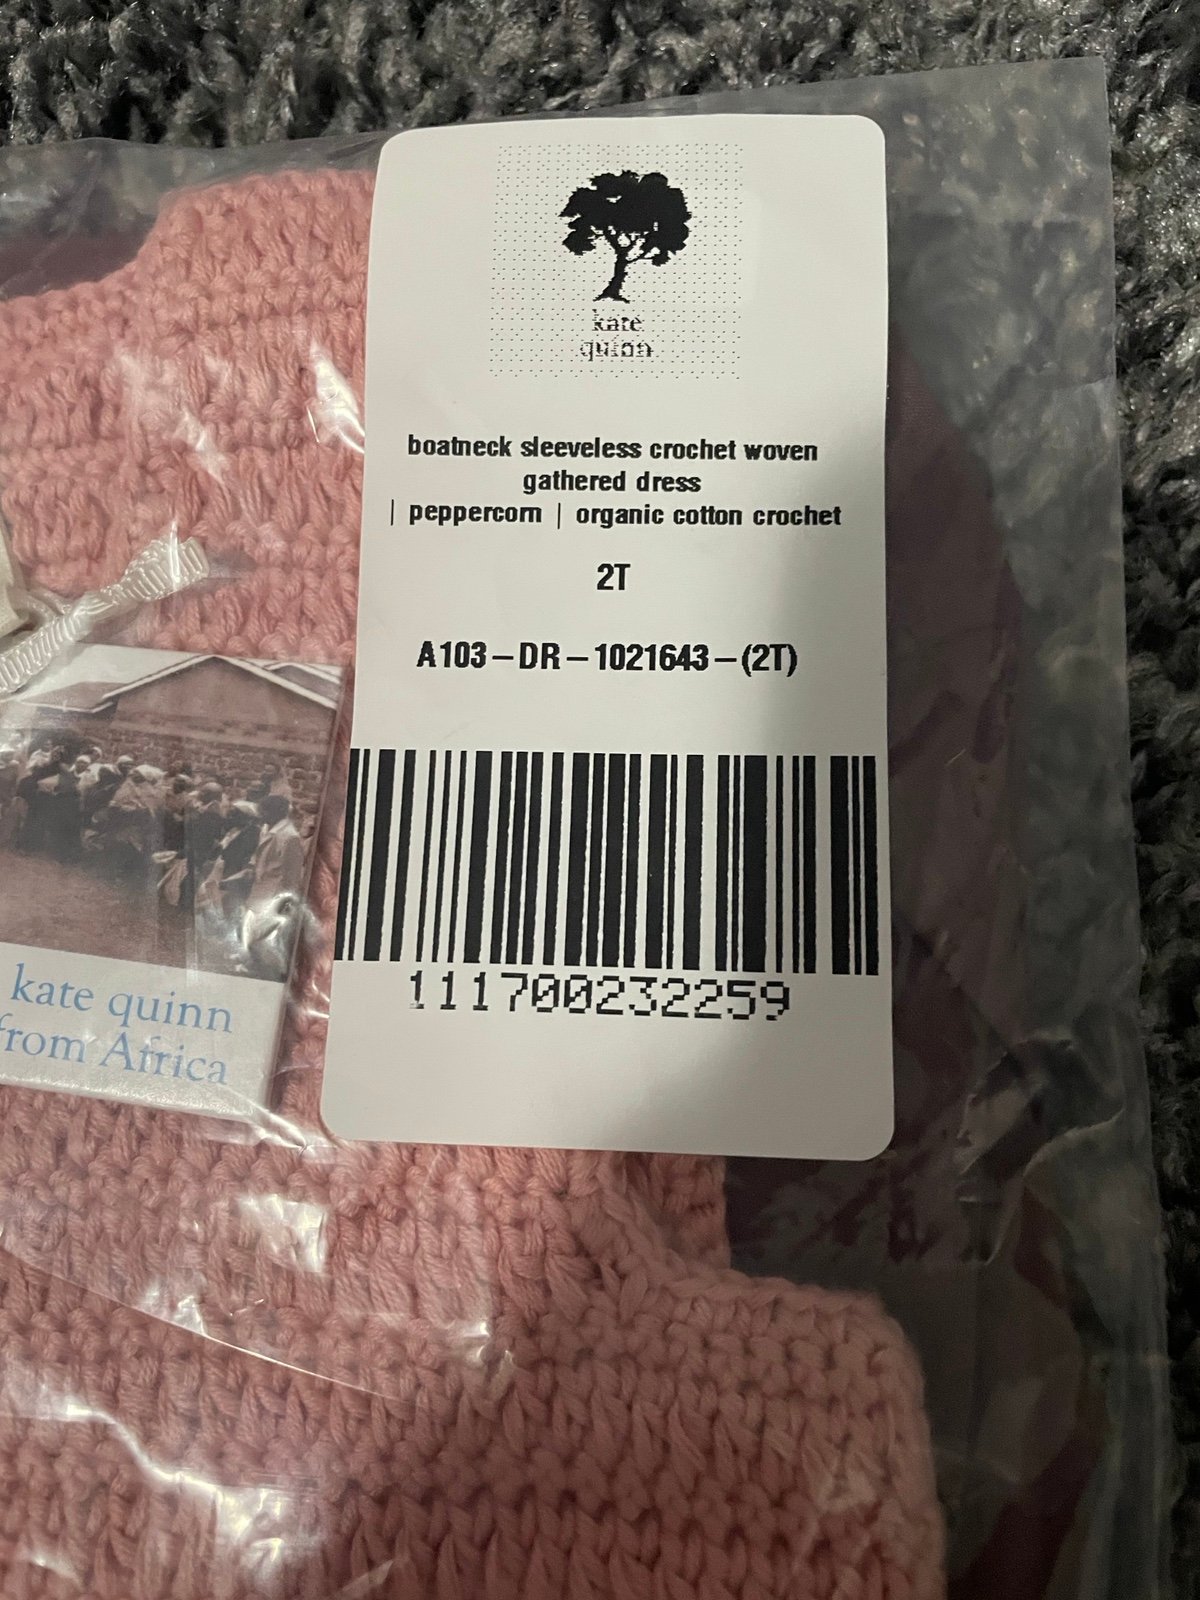 kate
quinn
boatneck sleeveless crochet woven
gathered dress
| peppercorn | organic cotton crochet
2T
A103-DR-1021643-(2T)
111700232259
kate quinn
from Africa